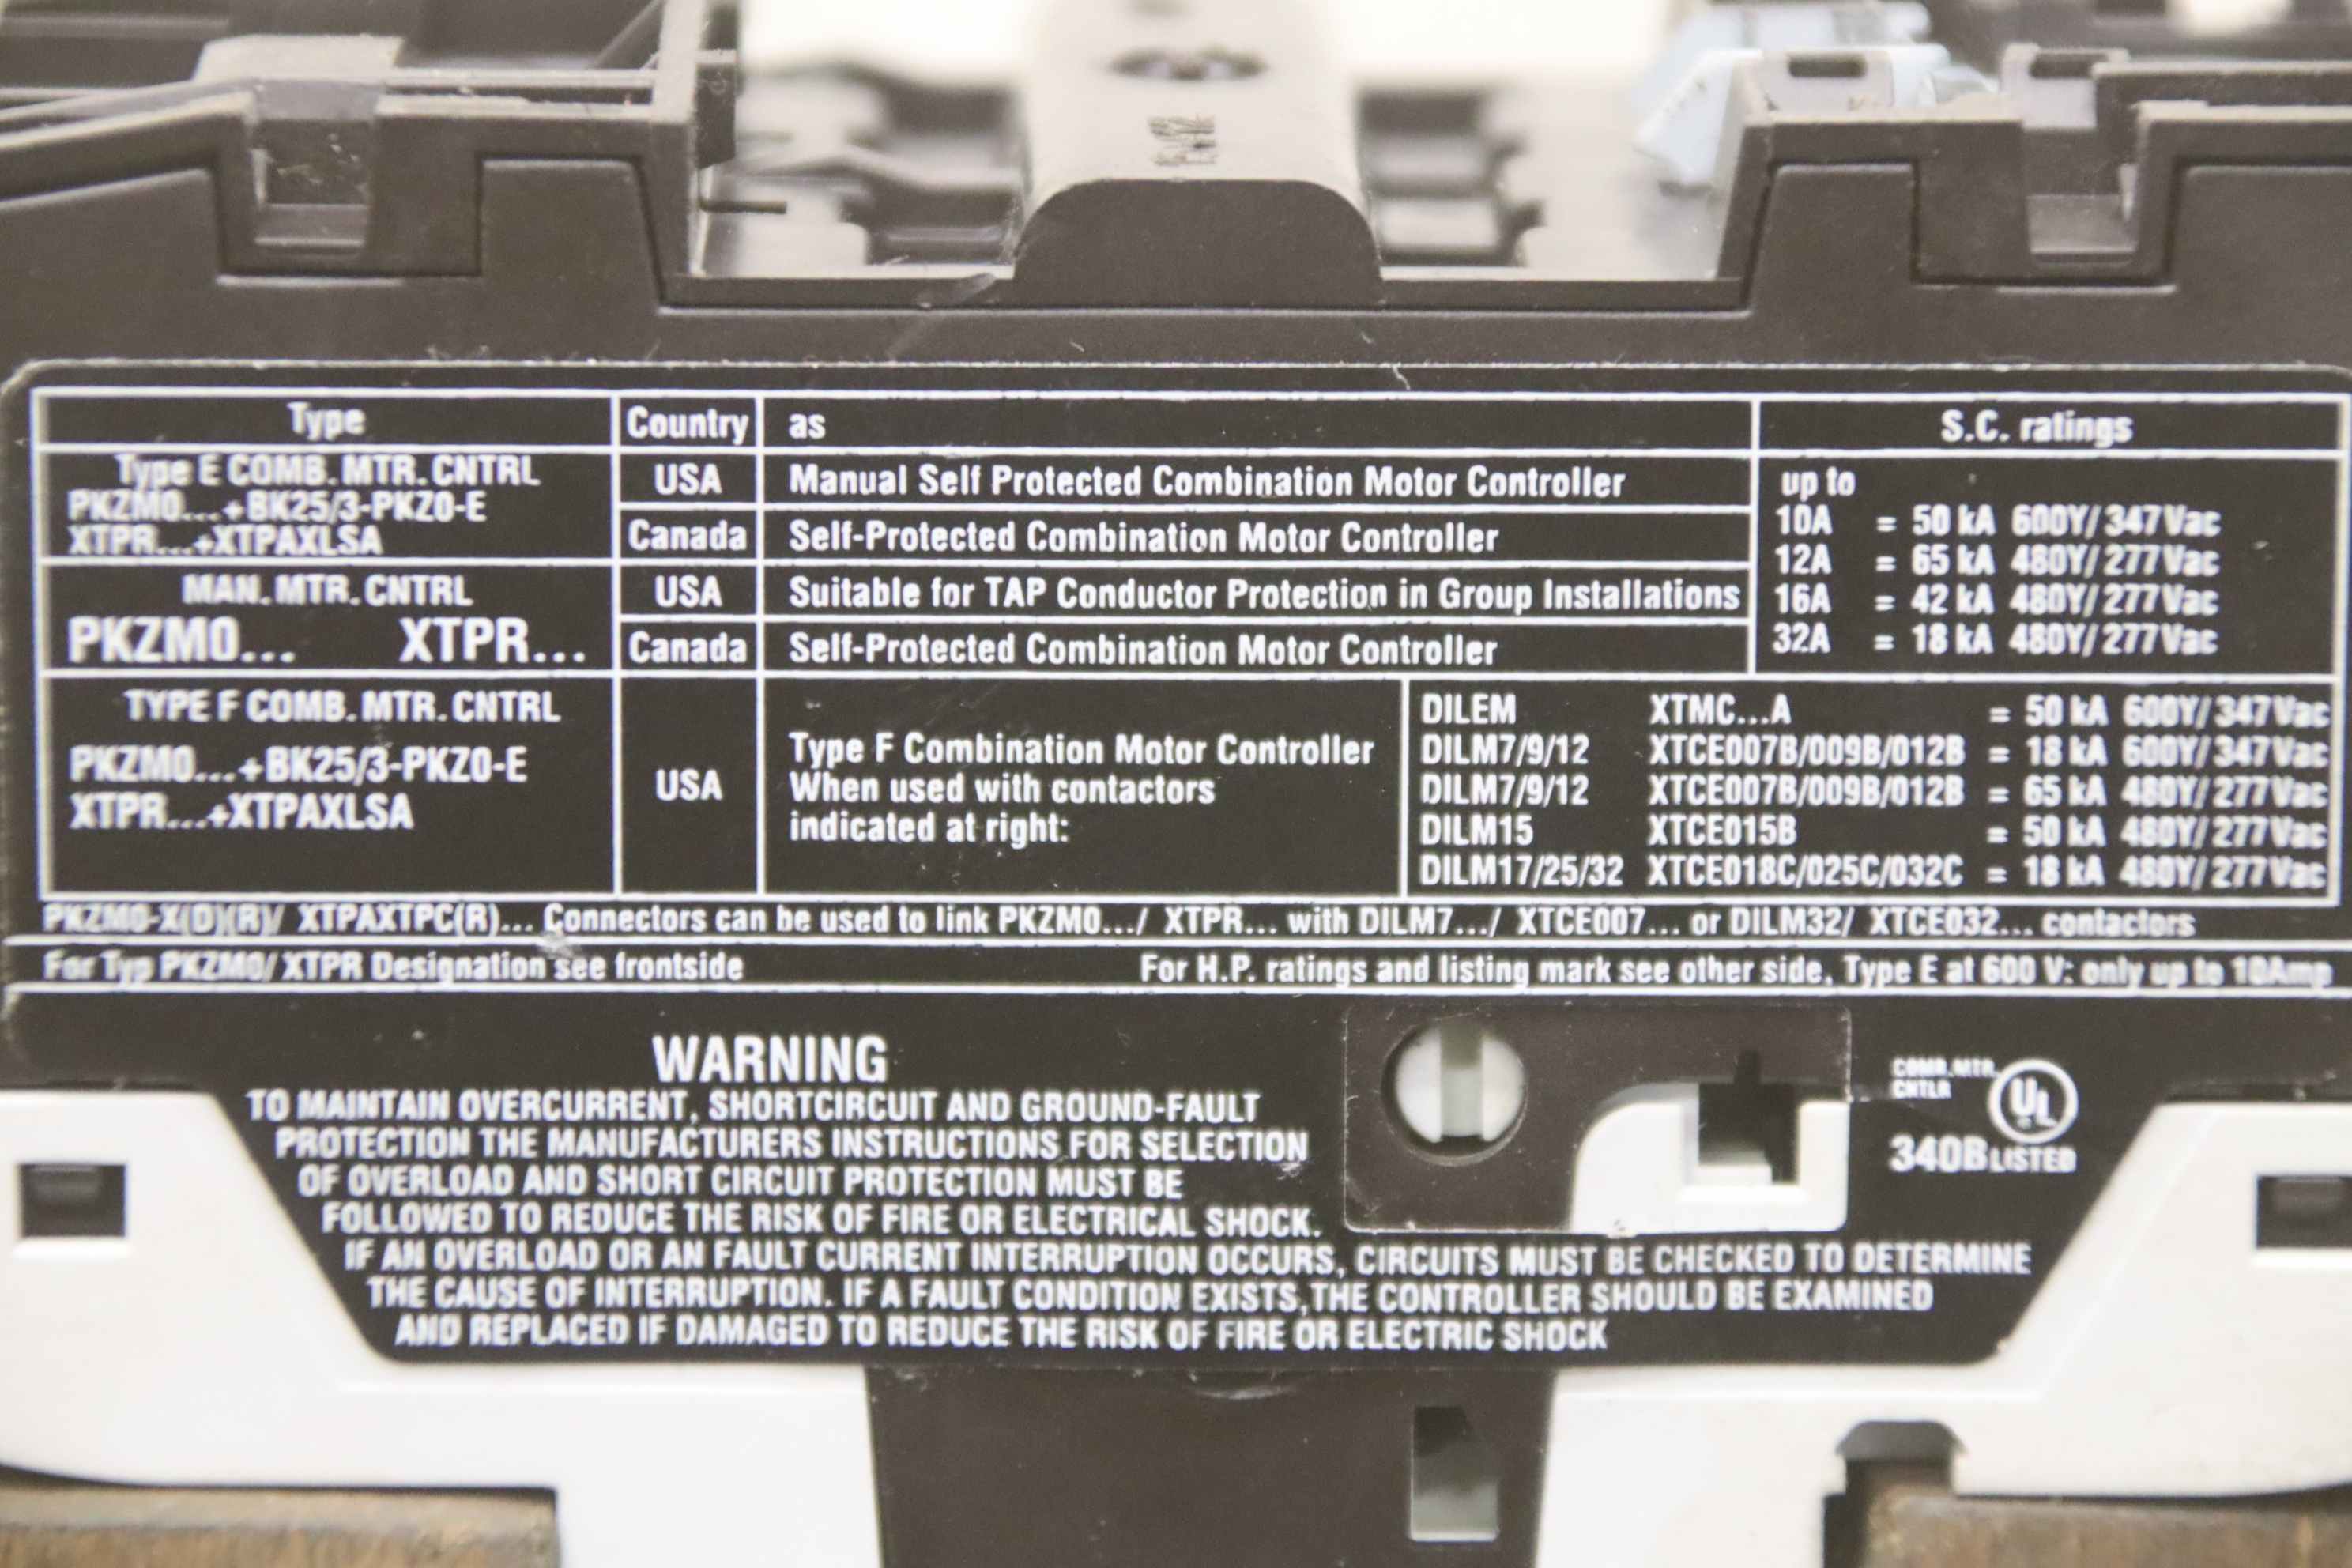 Type Country as S.C. ratings
Type E COMB. MTR. CNTRL
PKZM0...+BK25/3-PKZ0-E
XTPR...+XTPAXLSA
USA Manual Self Protected Combination Motor Controller
Canada Self-Protected Combination Motor Controller
MAN. MTR. CNTRL
PKZM0... XTPR...
USA Suitable for TAP Conductor Protection in Group Installations
Canada Self-Protected Combination Motor Controller
up to
10A = 50 kA 600Y/347Vac
12A = 65 kA 480Y/277Vac
16A = 42 kA 480Y/277Vac
32A = 18 kA 480Y/277Vac
TYPE F COMB. MTR. CNTRL
PKZM0...+BK25/3-PKZ0-E
XTPR...+XTPAXLSA
USA
Type F Combination Motor Controller
When used with contactors
indicated at right:
DILEM XTMC...A = 50 kA 600Y/347Vac
DILM7/9/12 XTCE007B/009B/012B = 18 kA 600Y/347Vac
DILM7/9/12 XTCE007B/009B/012B = 65 kA 480Y/277Vac
DILM15 XTCE015B = 50 kA 480Y/277Vac
DILM17/25/32 XTCE018C/025C/032C = 18 kA 480Y/277Vac
PKZM0-X(D)(R)/ XTPAXTPC(R)... Connectors can be used to link PKZM0.../ XTPR... with DILM7.../ XTCE007... or DILM32/ XTCE032... contactors
For Typ PKZM0/ XTPR Designation see frontside For H.P. ratings and listing mark see other side, Type E at 600 V: only up to 10Amp
WARNING
TO MAINTAIN OVERCURRENT, SHORTCIRCUIT AND GROUND-FAULT
PROTECTION THE MANUFACTURERS INSTRUCTIONS FOR SELECTION
OF OVERLOAD AND SHORT CIRCUIT PROTECTION MUST BE
FOLLOWED TO REDUCE THE RISK OF FIRE OR ELECTRICAL SHOCK.
IF AN OVERLOAD OR AN FAULT CURRENT INTERRUPTION OCCURS, CIRCUITS MUST BE CHECKED TO DETERMINE
THE CAUSE OF INTERRUPTION. IF A FAULT CONDITION EXISTS,THE CONTROLLER SHOULD BE EXAMINED
AND REPLACED IF DAMAGED TO REDUCE THE RISK OF FIRE OR ELECTRIC SHOCK
COMB.MTR.
CNTLR
UL
340B LISTED